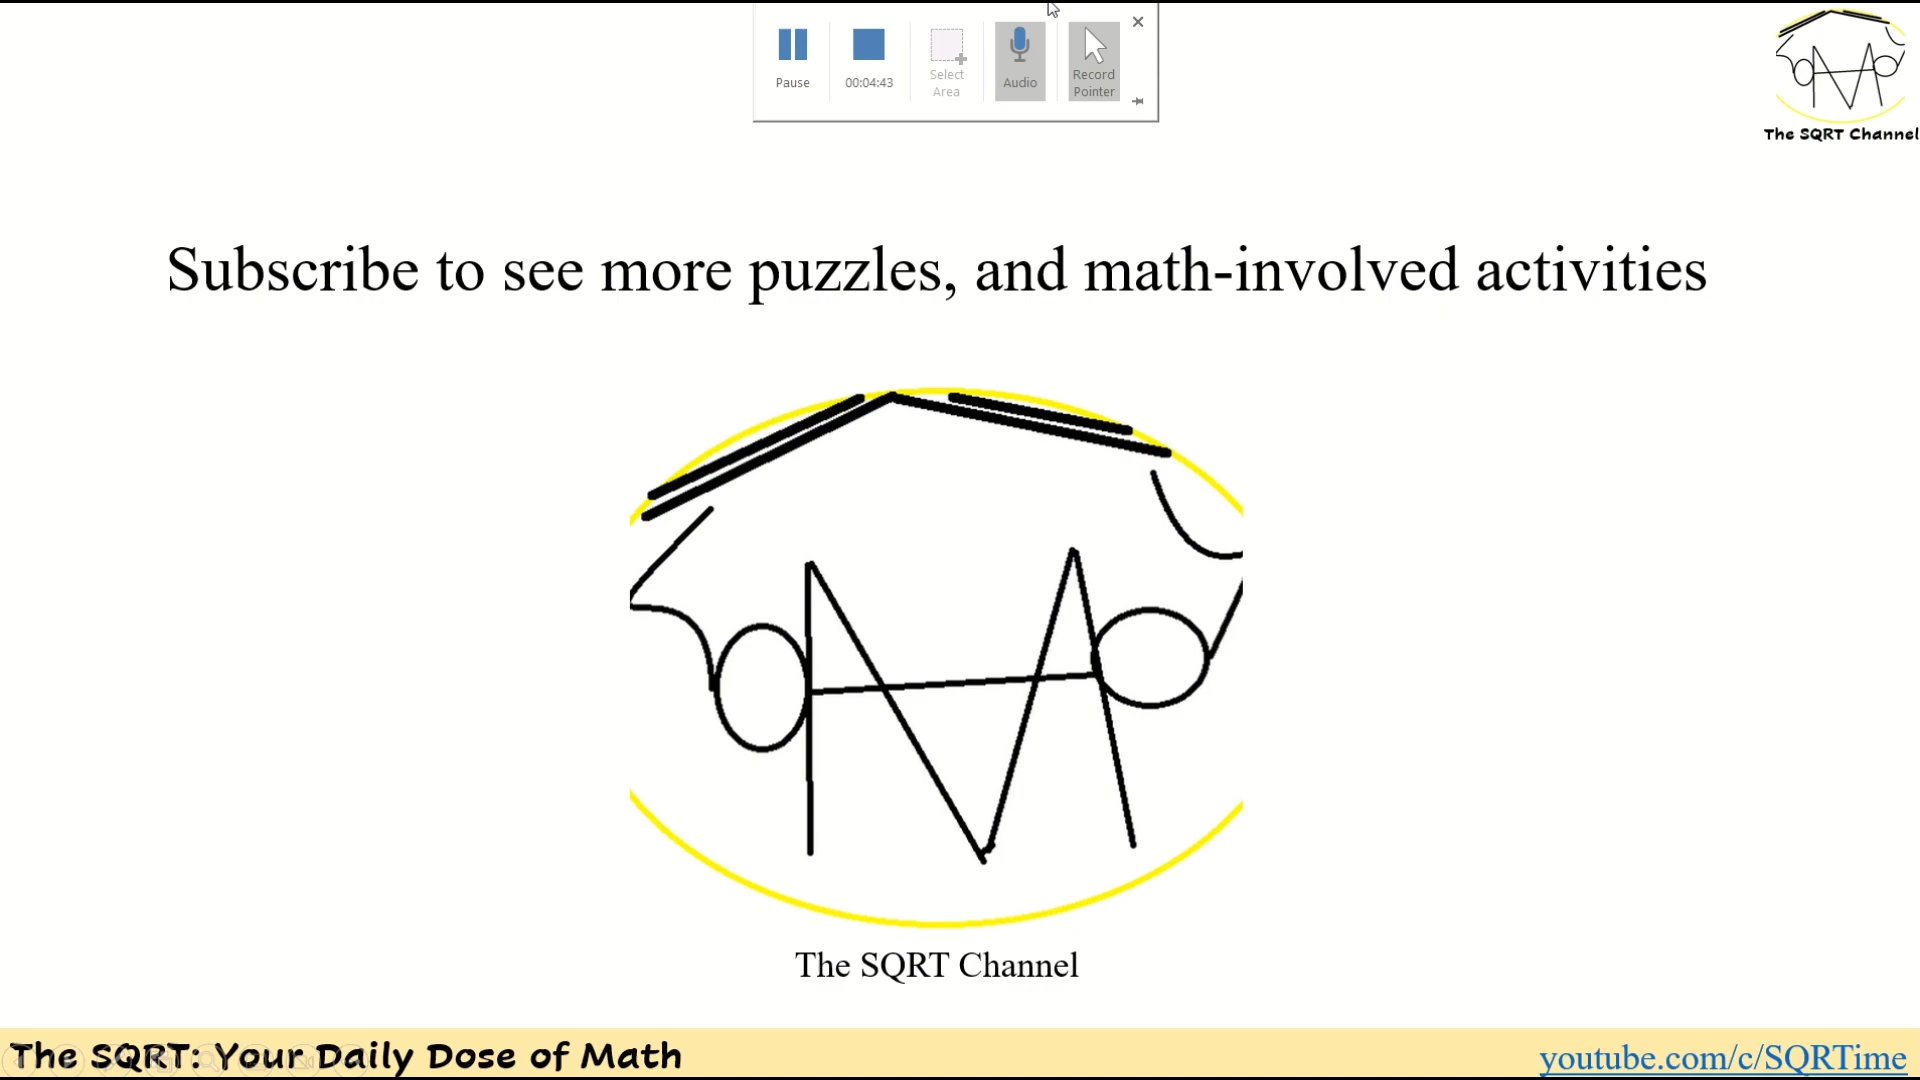 Pause
00:04:43
Select
Area
Audio
Record
Pointer
The SQRT Channel
Subscribe to see more puzzles, and math-involved activities
The SQRT Channel
The SQRT: Your Daily Dose of Math
youtube.com/c/SQRTime